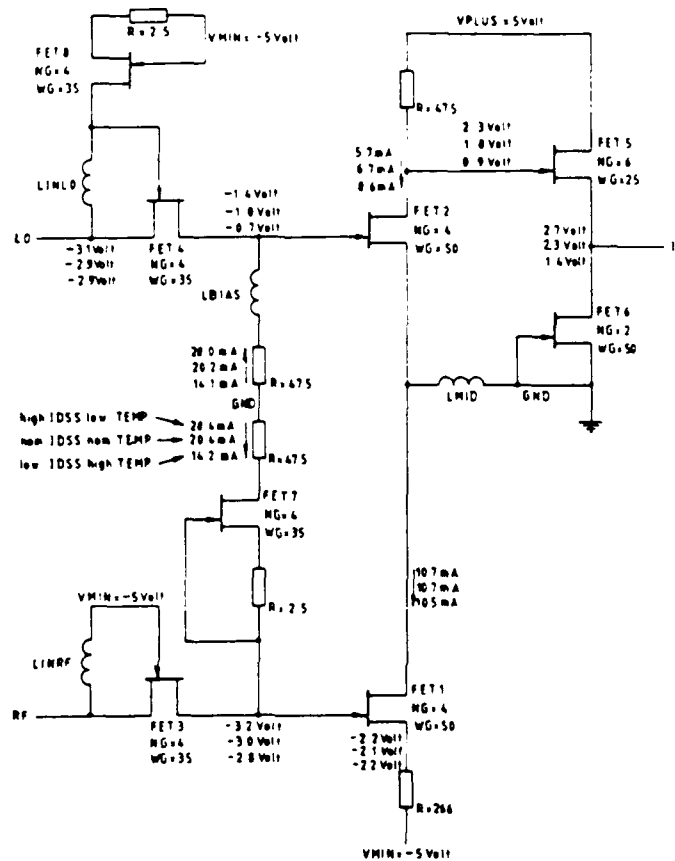 R=2.5
VMIN=-5Volt
FET8
NG=4
WG=35
VPLUS=5Volt
R=475
2.3Volt
1.8Volt
0.9Volt
5.7mA
6.7mA
8.6mA
FET5
NG=6
WG=25
LINLO
LO
-3.1Volt
-2.9Volt
-2.9Volt
FET4
NG=4
WG=35
-1.4Volt
-1.0Volt
-0.7Volt
FET2
NG=4
WG=50
2.7Volt
2.3Volt
1.4Volt
I
LBIAS
FET6
NG=2
WG=50
20.0mA
20.2mA
14.1mA
R=475
GND
LMID
GND
high IDSS low TEMP
nom IDSS nom TEMP
low IDSS high TEMP
20.4mA
20.4mA
14.2mA
R=475
FET7
NG=4
WG=35
R=2.5
10.7mA
10.7mA
10.5mA
VMIN=-5Volt
LINRF
RF
FET3
NG=4
WG=35
-3.2Volt
-3.0Volt
-2.8Volt
FET1
NG=4
WG=50
-2.2Volt
-2.1Volt
-2.2Volt
R=266
VMIN=-5Volt